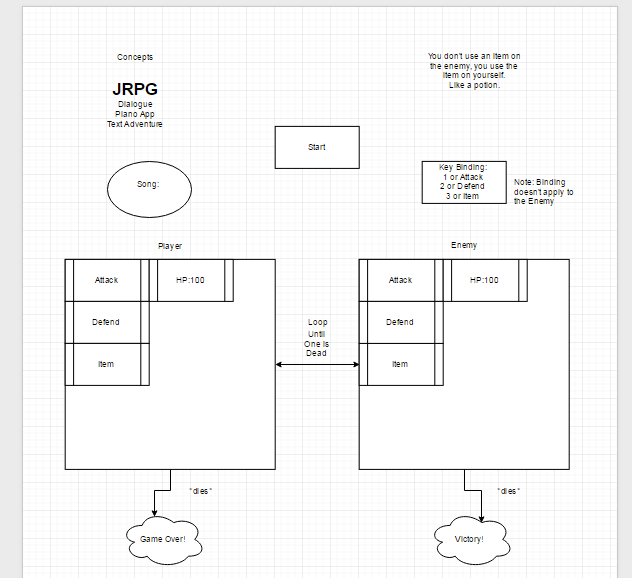 Concepts
JRPG
Dialogue
Piano App
Text Adventure
You don't use an item on
the enemy, you use the
item on yourself.
Like a potion.
Start
Song:
Key Binding:
1 or Attack
2 or Defend
3 or Item
Note: Binding
doesn't apply to
the Enemy
Player
Attack
HP:100
Defend
Item
Loop
Until
One is
Dead
Enemy
Attack
HP:100
Defend
Item
*dies*
Game Over!
*dies*
Victory!